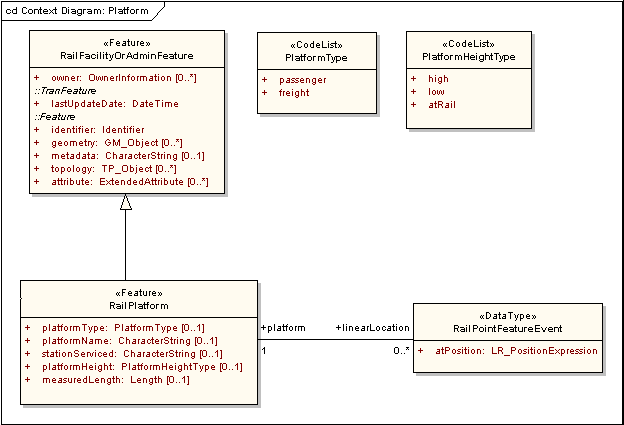 cd Context Diagram: Platform
«Feature»
RailFacilityOrAdminFeature
+ owner: OwnerInformation [0..*]
::TranFeature
+ lastUpdateDate: DateTime
::Feature
+ identifier: Identifier
+ geometry: GM_Object [0..*]
+ metadata: CharacterString [0..1]
+ topology: TP_Object [0..*]
+ attribute: ExtendedAttribute [0..*]
«CodeList»
PlatformType
+ passenger
+ freight
«CodeList»
PlatformHeightType
+ high
+ low
+ atRail
«Feature»
RailPlatform
+ platformType: PlatformType [0..1]
+ platformName: CharacterString [0..1]
+ stationServiced: CharacterString [0..1]
+ platformHeight: PlatformHeightType [0..1]
+ measuredLength: Length [0..1]
+platform +linearLocation
1 0..*
«DataType»
RailPointFeatureEvent
+ atPosition: LR_PositionExpression